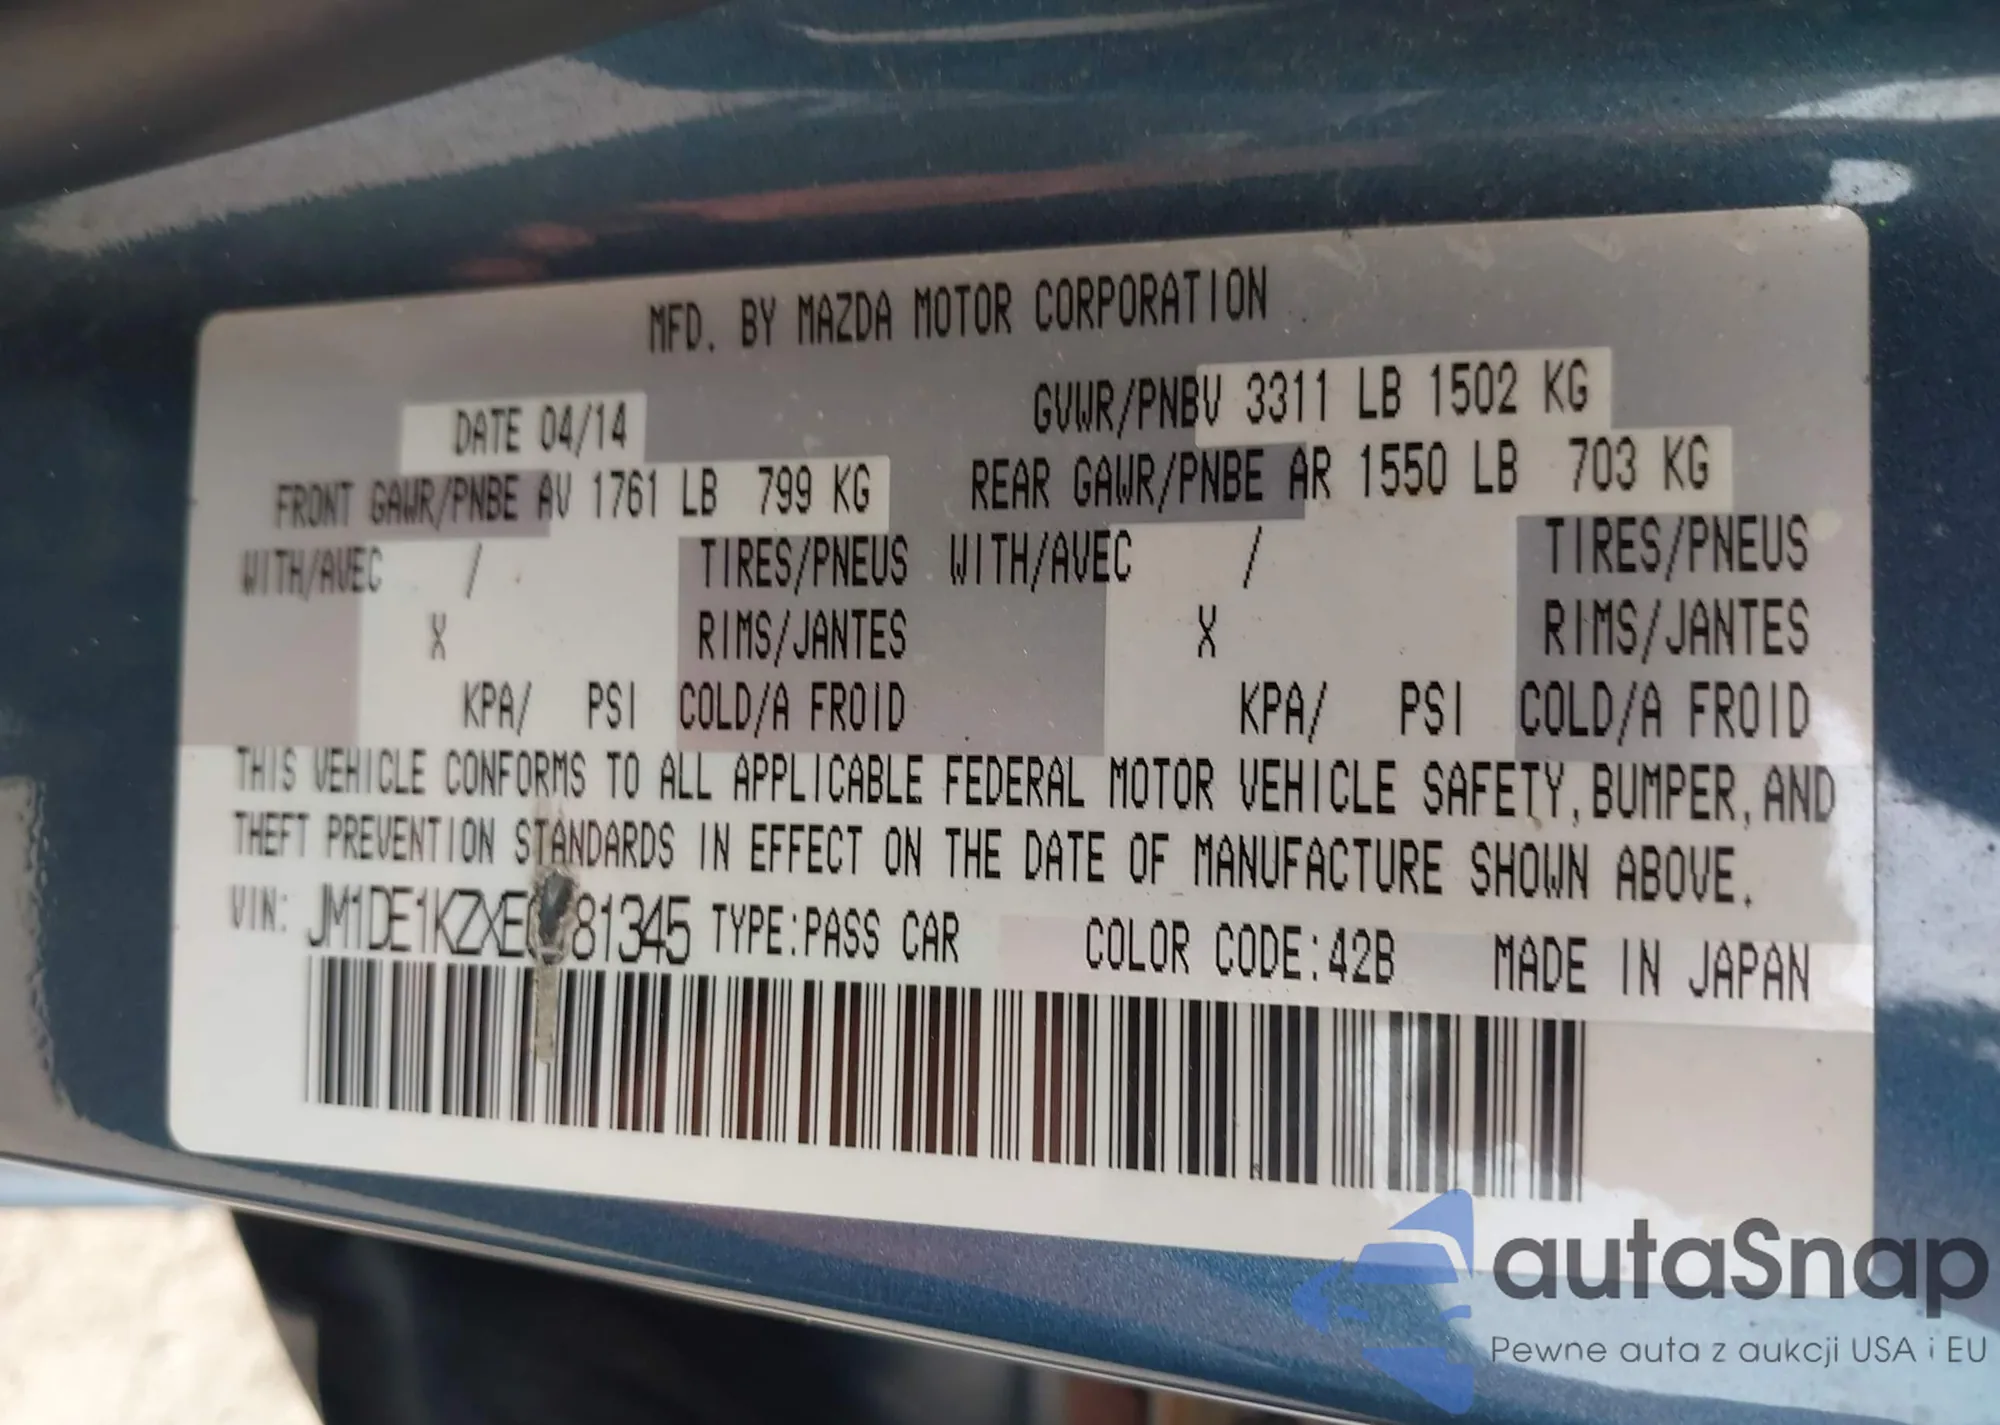 MFD. BY MAZDA MOTOR CORPORATION
DATE 04/14 GVWR/PNBV 3311 LB 1502 KG
FRONT GAWR/PNBE AV 1761 LB 799 KG REAR GAWR/PNBE AR 1550 LB 703 KG
WITH/AVEC / TIRES/PNEUS WITH/AVEC / TIRES/PNEUS
X RIMS/JANTES X RIMS/JANTES
KPA/ PSI COLD/A FROID KPA/ PSI COLD/A FROID
THIS VEHICLE CONFORMS TO ALL APPLICABLE FEDERAL MOTOR VEHICLE SAFETY, BUMPER, AND
THEFT PREVENTION STANDARDS IN EFFECT ON THE DATE OF MANUFACTURE SHOWN ABOVE.
VIN: TYPE:PASS CAR COLOR CODE:42B MADE IN JAPAN
autaSnap
Pewne auta z aukcji USA i EU